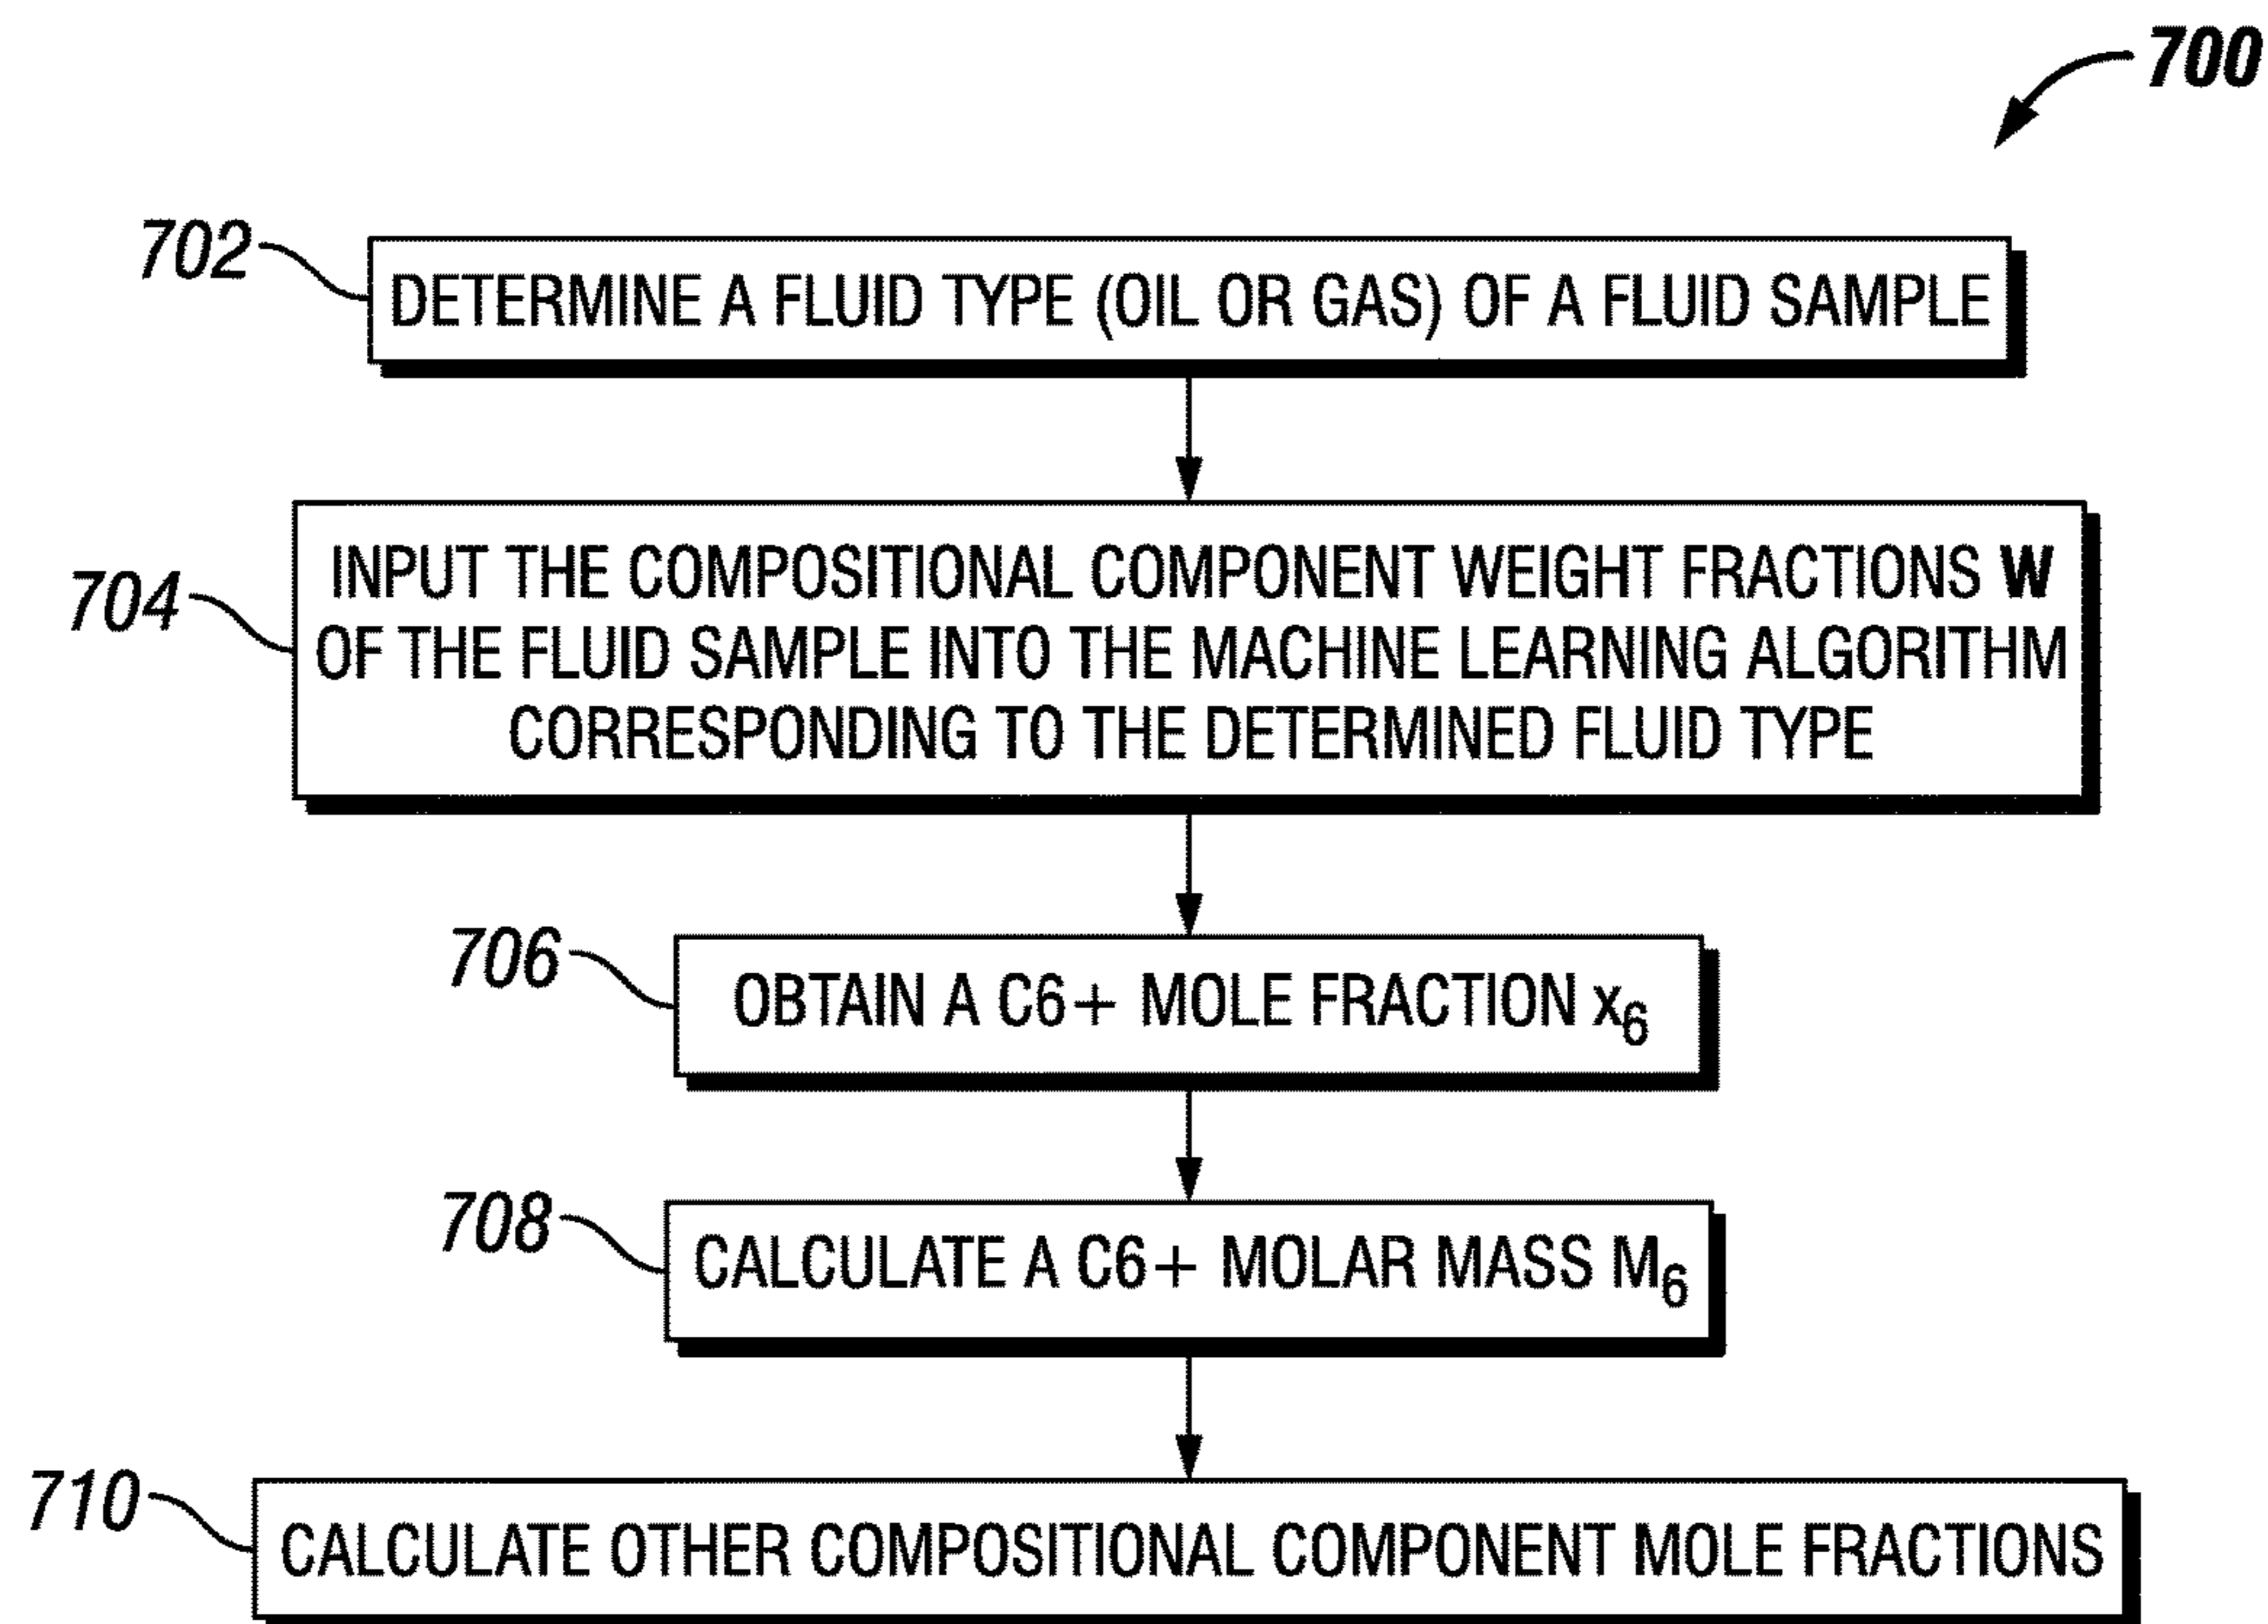 700
702
DETERMINE A FLUID TYPE (OIL OR GAS) OF A FLUID SAMPLE
704
INPUT THE COMPOSITIONAL COMPONENT WEIGHT FRACTIONS W
OF THE FLUID SAMPLE INTO THE MACHINE LEARNING ALGORITHM
CORRESPONDING TO THE DETERMINED FLUID TYPE
706
OBTAIN A C6+ MOLE FRACTION x₆
708
CALCULATE A C6+ MOLAR MASS M₆
710
CALCULATE OTHER COMPOSITIONAL COMPONENT MOLE FRACTIONS